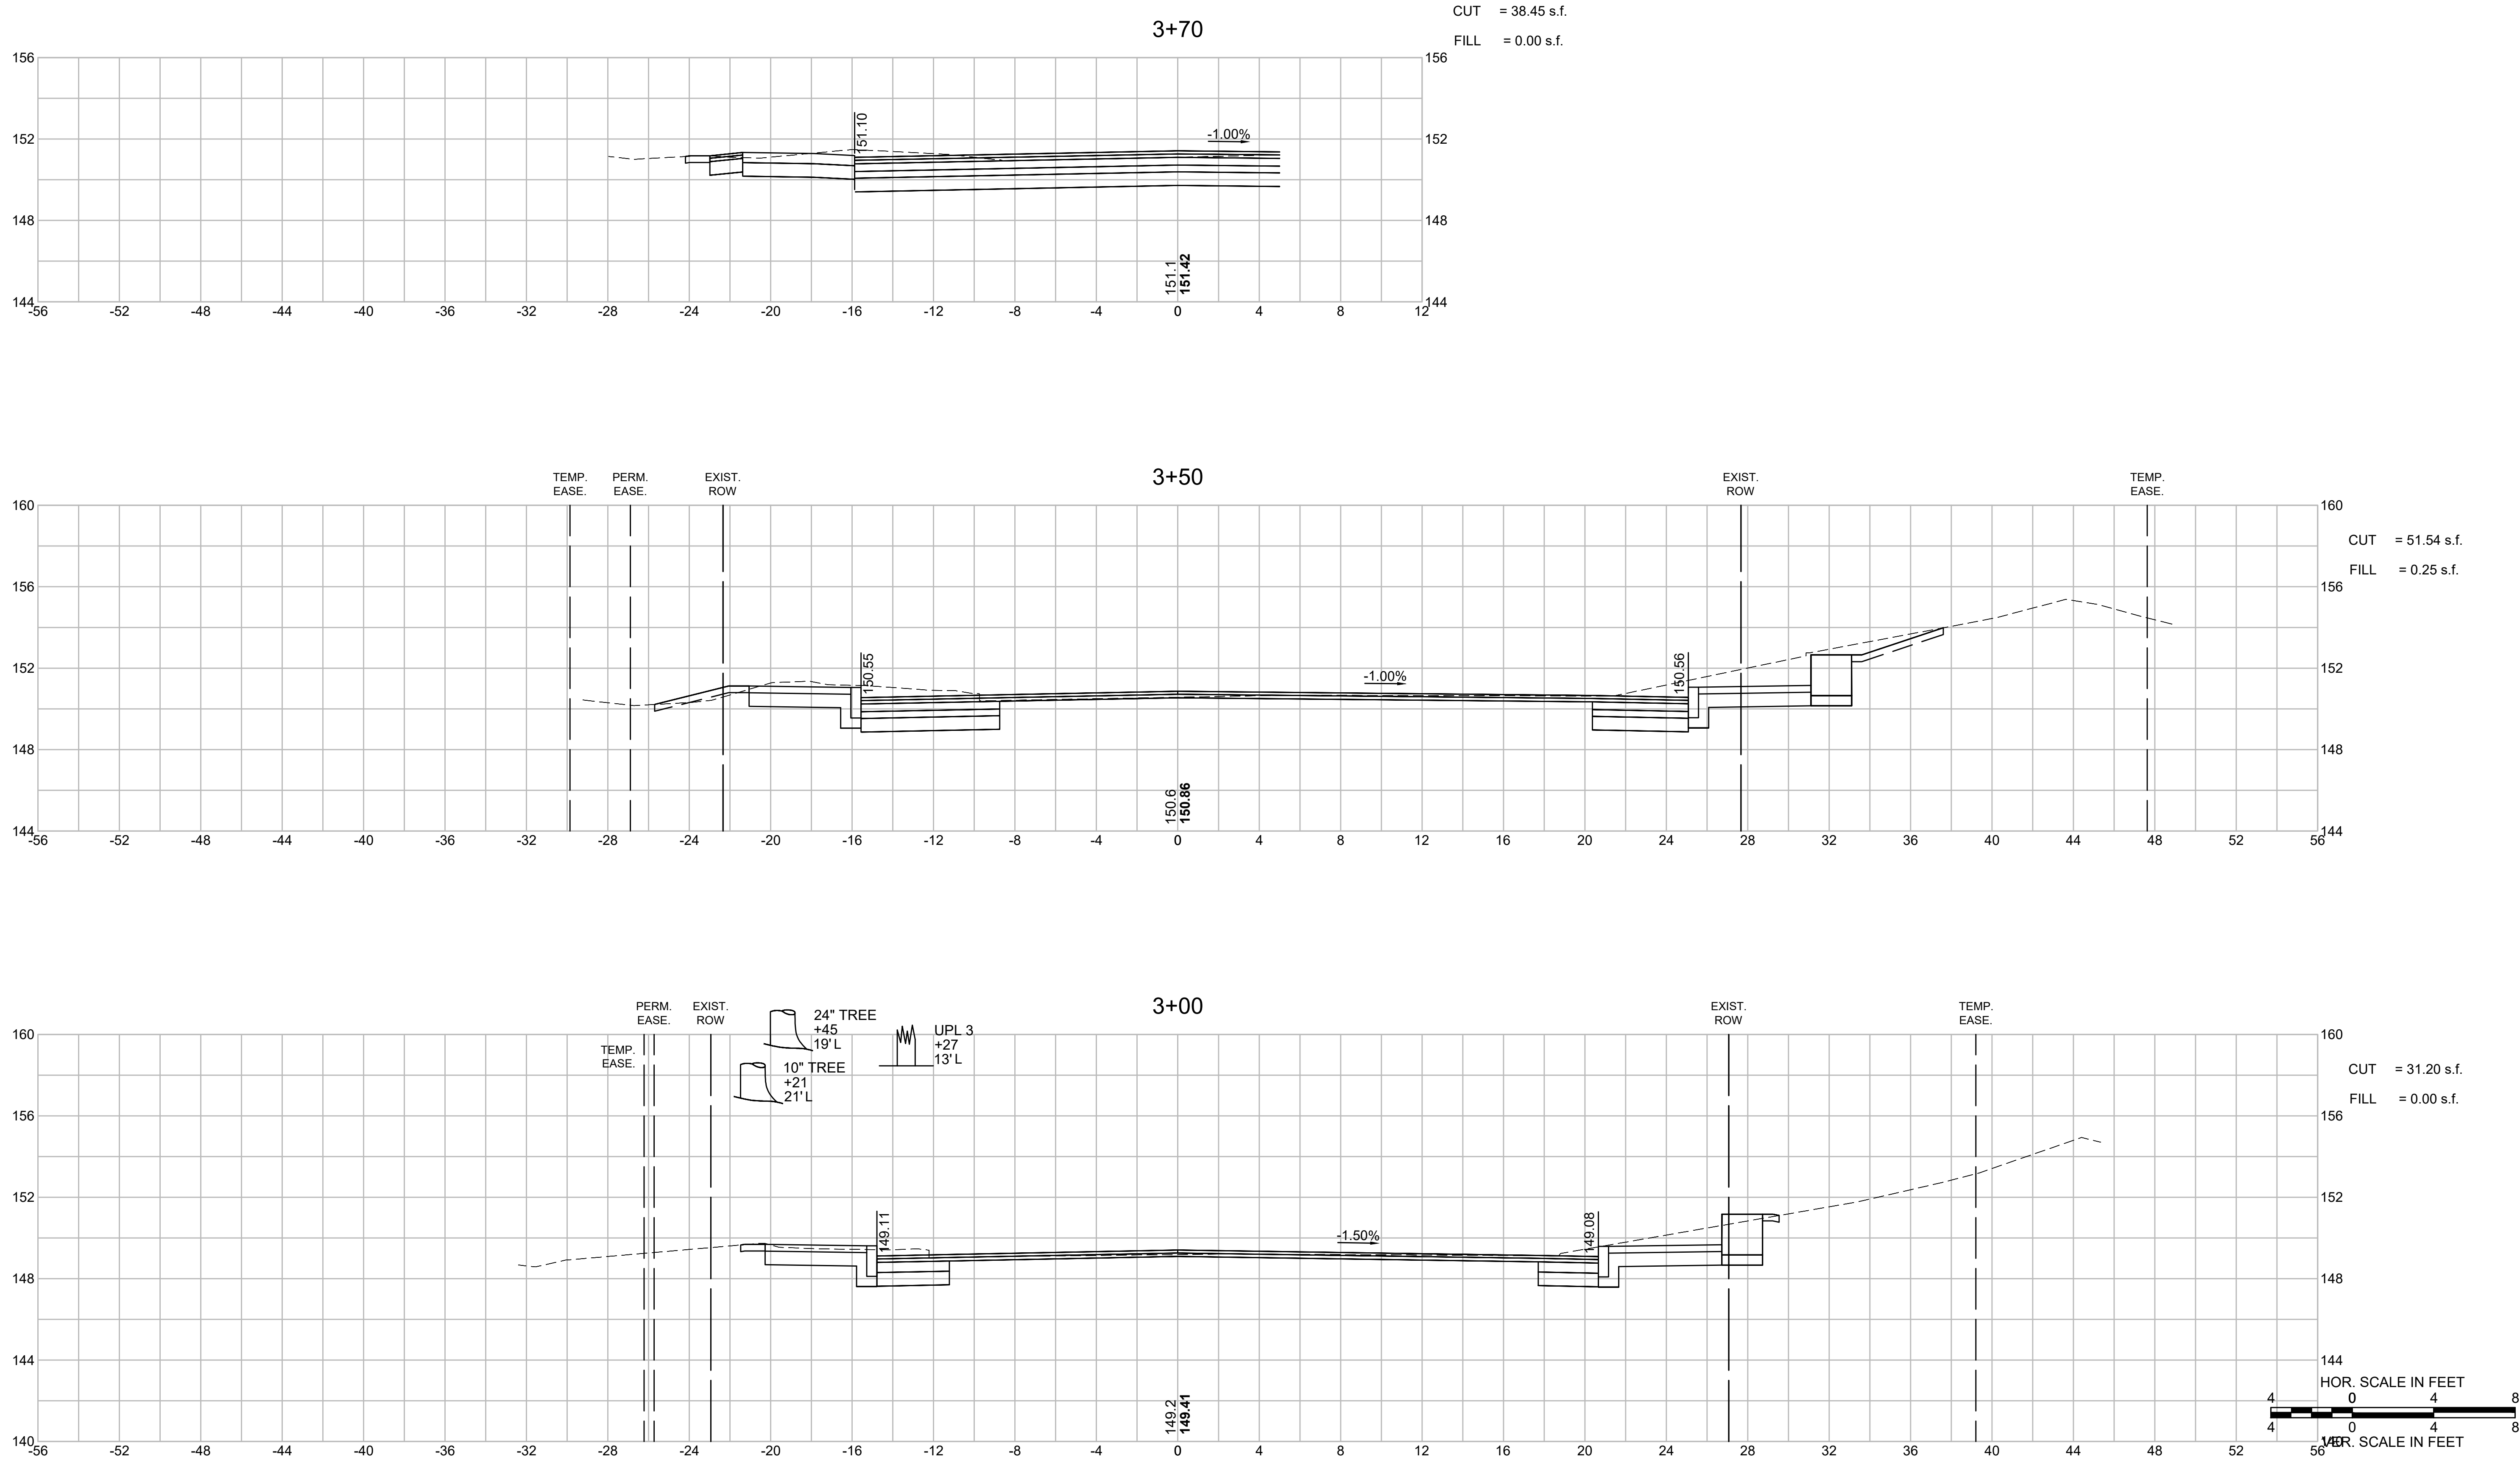 3+70
CUT = 38.45 s.f.
FILL = 0.00 s.f.
156 156
152 152
148 148
144 144
151.10
-1.00%
151.1
151.42
-56 -52 -48 -44 -40 -36 -32 -28 -24 -20 -16 -12 -8 -4 0 4 8 12
3+50
TEMP. EASE.
PERM. EASE.
EXIST. ROW
EXIST. ROW
TEMP. EASE.
160 160
156 156
152 152
148 148
144 144
CUT = 51.54 s.f.
FILL = 0.25 s.f.
150.55
-1.00%
150.56
150.6
150.86
-56 -52 -48 -44 -40 -36 -32 -28 -24 -20 -16 -12 -8 -4 0 4 8 12 16 20 24 28 32 36 40 44 48 52 56
3+00
PERM. EASE.
EXIST. ROW
TEMP. EASE.
24" TREE
+45
19' L
10" TREE
+21
21' L
UPL 3
+27
13' L
EXIST. ROW
TEMP. EASE.
160 160
156 156
152 152
148 148
144 144
140 140
CUT = 31.20 s.f.
FILL = 0.00 s.f.
149.11
-1.50%
149.08
149.2
149.41
-56 -52 -48 -44 -40 -36 -32 -28 -24 -20 -16 -12 -8 -4 0 4 8 12 16 20 24 28 32 36 40 44 48 52 56
HOR. SCALE IN FEET
4 0 4 8
4 0 4 8
VER. SCALE IN FEET